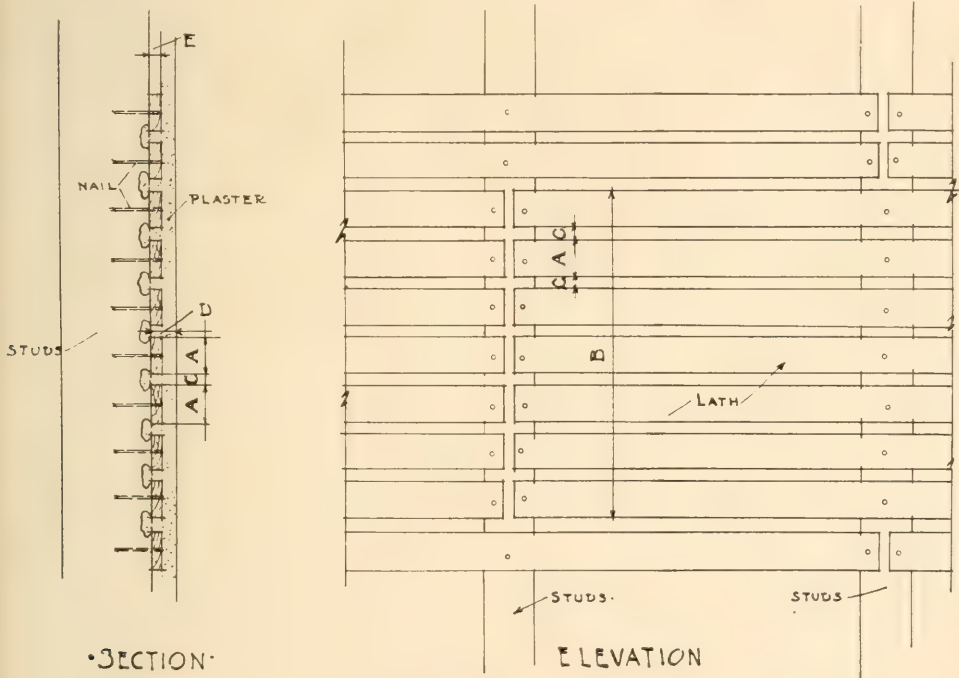 E
NAIL
PLASTER
D
STUDS
A
C
A
C
A
C
B
LATH
STUDS.
STUDS
·SECTION·
ELEVATION